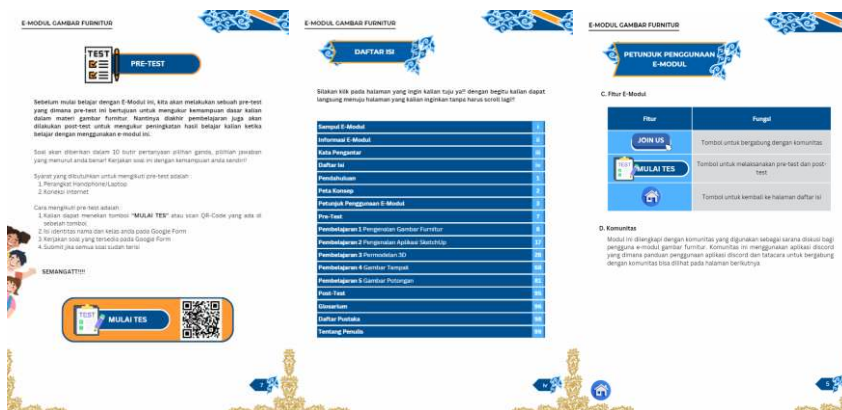 E-MODUL GAMBAR FURNITUR
TEST
PRE-TEST
Sebelum mulai belajar dengan E-Modul ini, kita akan melakukan sebuah pre-test
yang dimana pre-test ini bertujuan untuk mengukur kemampuan dasar kalian
dalam materi gambar furnitur. Nantinya diakhir pembelajaran juga akan
dilakukan post-test untuk mengukur peningkatan hasil belajar kalian ketika
belajar dengan menggunakan e-modul ini.
Soal akan diberikan dalam 10 butir pertanyaan pilihan ganda, pilihlah jawaban
yang menurut anda benar! Kerjakan soal ini dengan kemampuan anda sendiri!
Syarat yang dibutuhkan untuk mengikuti pre-test adalah :
1. Perangkat Handphone/Laptop
2. Koneksi Internet
Cara mengikuti pre-test adalah :
1. Kalian dapat menekan tombol "MULAI TES" atau scan QR-Code yang ada di
sebelah tombol
2. Isi identitas nama dan kelas anda pada Google Form
3. Kerjakan soal yang tersedia pada Google Form
4. Submit jika semua soal sudah terisi
SEMANGATT!!!!
TEST
MULAI TES
7
E-MODUL GAMBAR FURNITUR
DAFTAR ISI
Silakan klik pada halaman yang ingin kalian tuju ya!! dengan begitu kalian dapat
langsung menuju halaman yang kalian inginkan tanpa harus scroll lagi!!
Sampul E-Modul i
Informasi E-Modul ii
Kata Pengantar iii
Daftar Isi iv
Pendahuluan 1
Peta Konsep 2
Petunjuk Penggunaan E-Modul 3
Pre-Test 7
Pembelajaran 1 Pengenalan Gambar Furnitur 8
Pembelajaran 2 Pengenalan Aplikasi SketchUp 17
Pembelajaran 3 Permodelan 3D
Pembelajaran 4 Gambar Tampak
Pembelajaran 5 Gambar Potongan
Post-Test
Glosarium
Daftar Pustaka
Tentang Penulis
iv
E-MODUL GAMBAR FURNITUR
PETUNJUK PENGGUNAAN
E-MODUL
C. Fitur E-Modul
Fitur Fungsi
JOIN US Tombol untuk bergabung dengan komunitas
MULAI TES Tombol untuk melaksanakan pre-test dan post-
test
Tombol untuk kembali ke halaman daftar isi
D. Komunitas
Modul ini dilengkapi dengan komunitas yang digunakan sebagai sarana diskusi bagi
pengguna e-modul gambar furnitur. Komunitas ini menggunakan aplikasi discord
yang dimana panduan penggunaan aplikasi discord dan tatacara untuk bergabung
dengan komunitas bisa dilihat pada halaman berikutnya
5